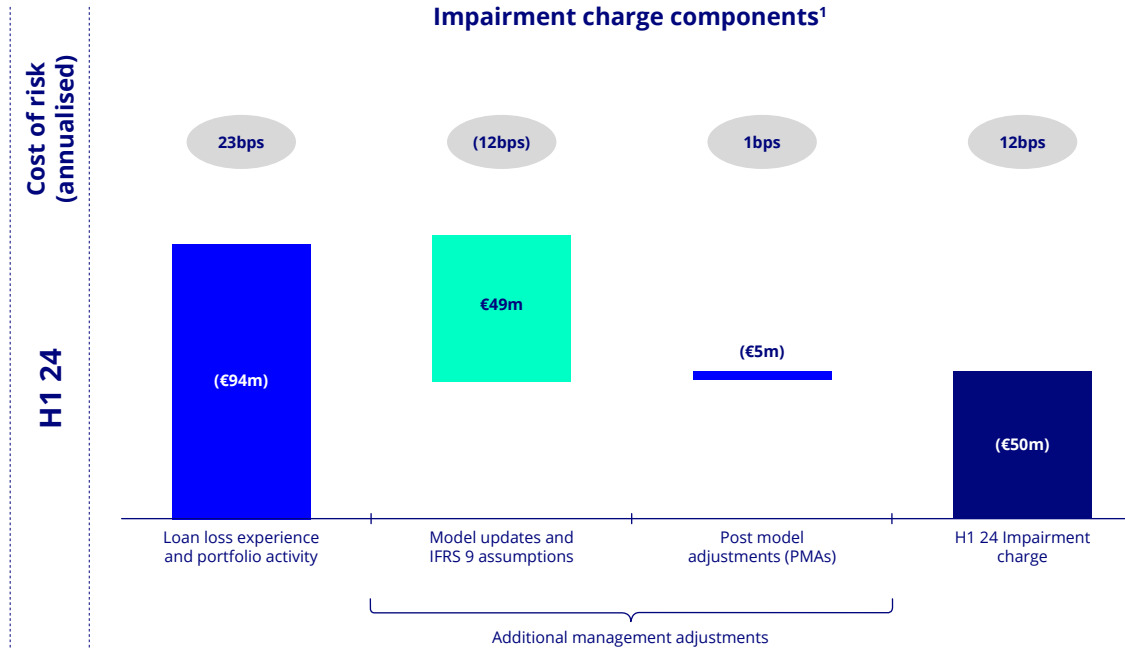 Impairment charge components¹
Cost of risk
(annualised)
23bps
(12bps)
1bps
12bps
H1 24
(€94m)
€49m
(€5m)
(€50m)
Loan loss experience
and portfolio activity
Model updates and
IFRS 9 assumptions
Post model
adjustments (PMAs)
H1 24 Impairment
charge
Additional management adjustments